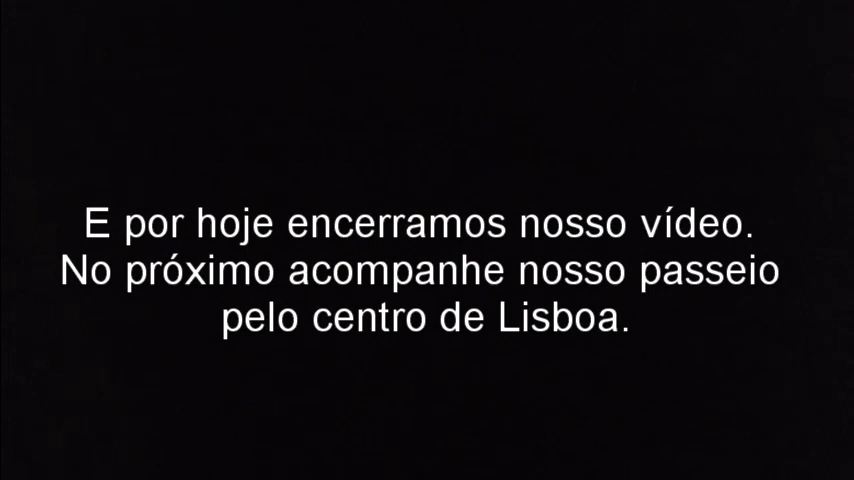 E por hoje encerramos nosso vídeo.
No próximo acompanhe nosso passeio
pelo centro de Lisboa.